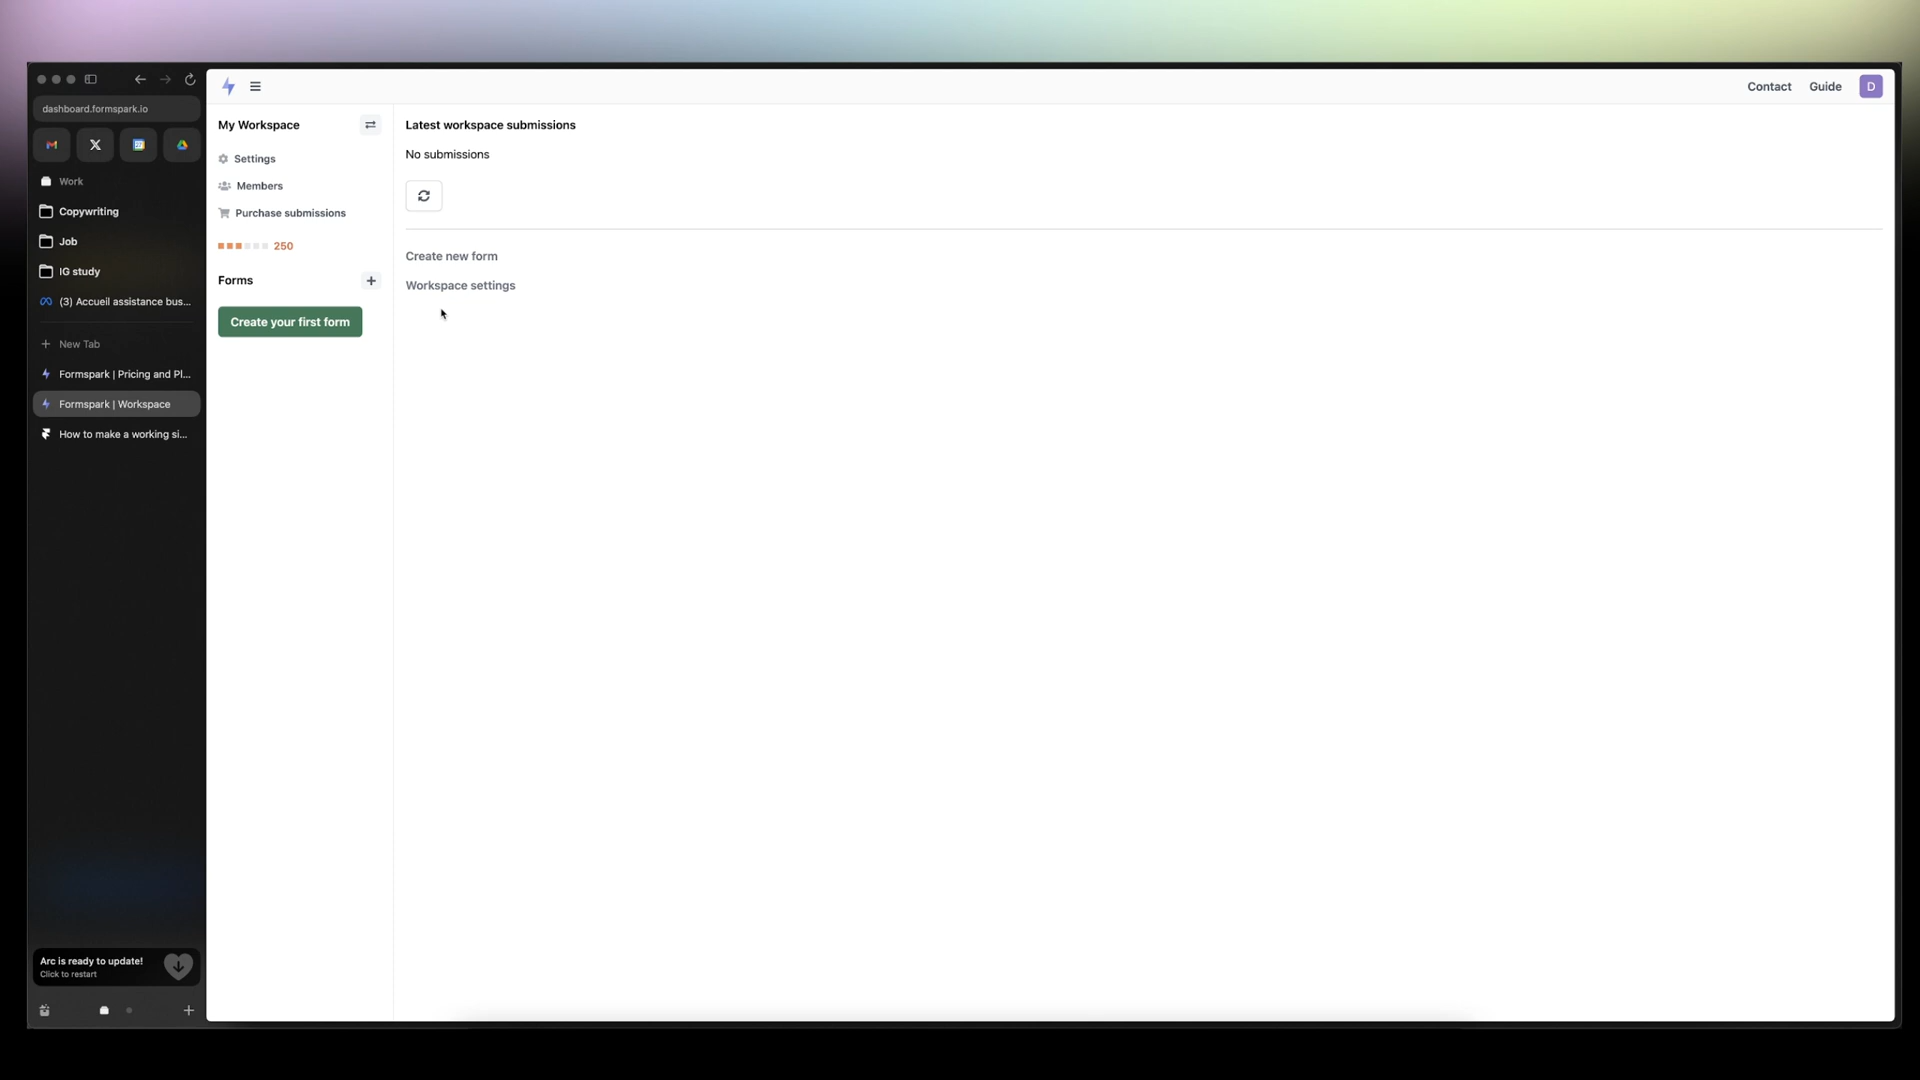 dashboard.formspark.io
Work
Copywriting
Job
IG study
(3) Accueil assistance bus...
New Tab
Formspark | Pricing and Pl...
Formspark | Workspace
How to make a working si...
Arc is ready to update!
Click to restart
Contact
Guide
D
My Workspace
Settings
Members
Purchase submissions
250
Forms
Create your first form
Latest workspace submissions
No submissions
Create new form
Workspace settings